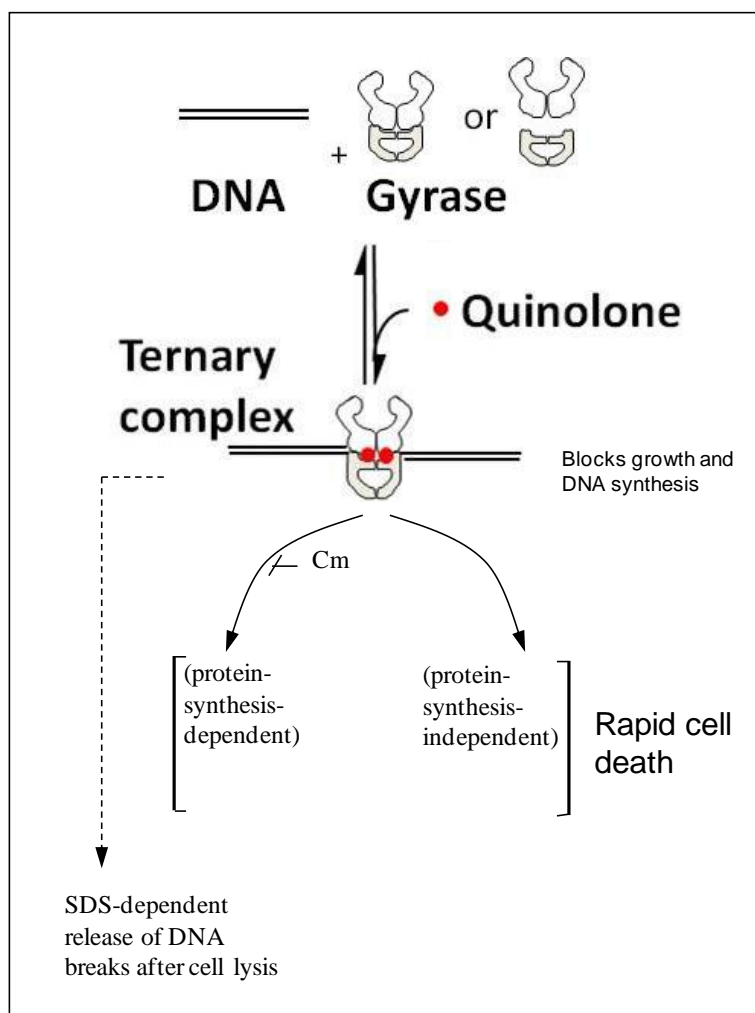 or
+
DNA Gyrase
• Quinolone
Ternary
complex
Blocks growth and
DNA synthesis
Cm
(protein-
synthesis-
dependent)
(protein-
synthesis-
independent)
Rapid cell
death
SDS-dependent
release of DNA
breaks after cell lysis